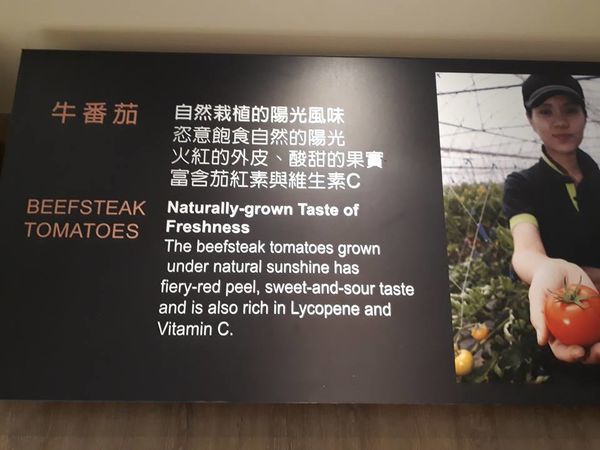 牛番茄
自然栽植的陽光風味
恣意飽食自然的陽光
火紅的外皮、酸甜的果實
富含茄紅素與維生素C
BEEFSTEAK
TOMATOES
Naturally-grown Taste of
Freshness
The beefsteak tomatoes grown
under natural sunshine has
fiery-red peel, sweet-and-sour taste
and is also rich in Lycopene and
Vitamin C.